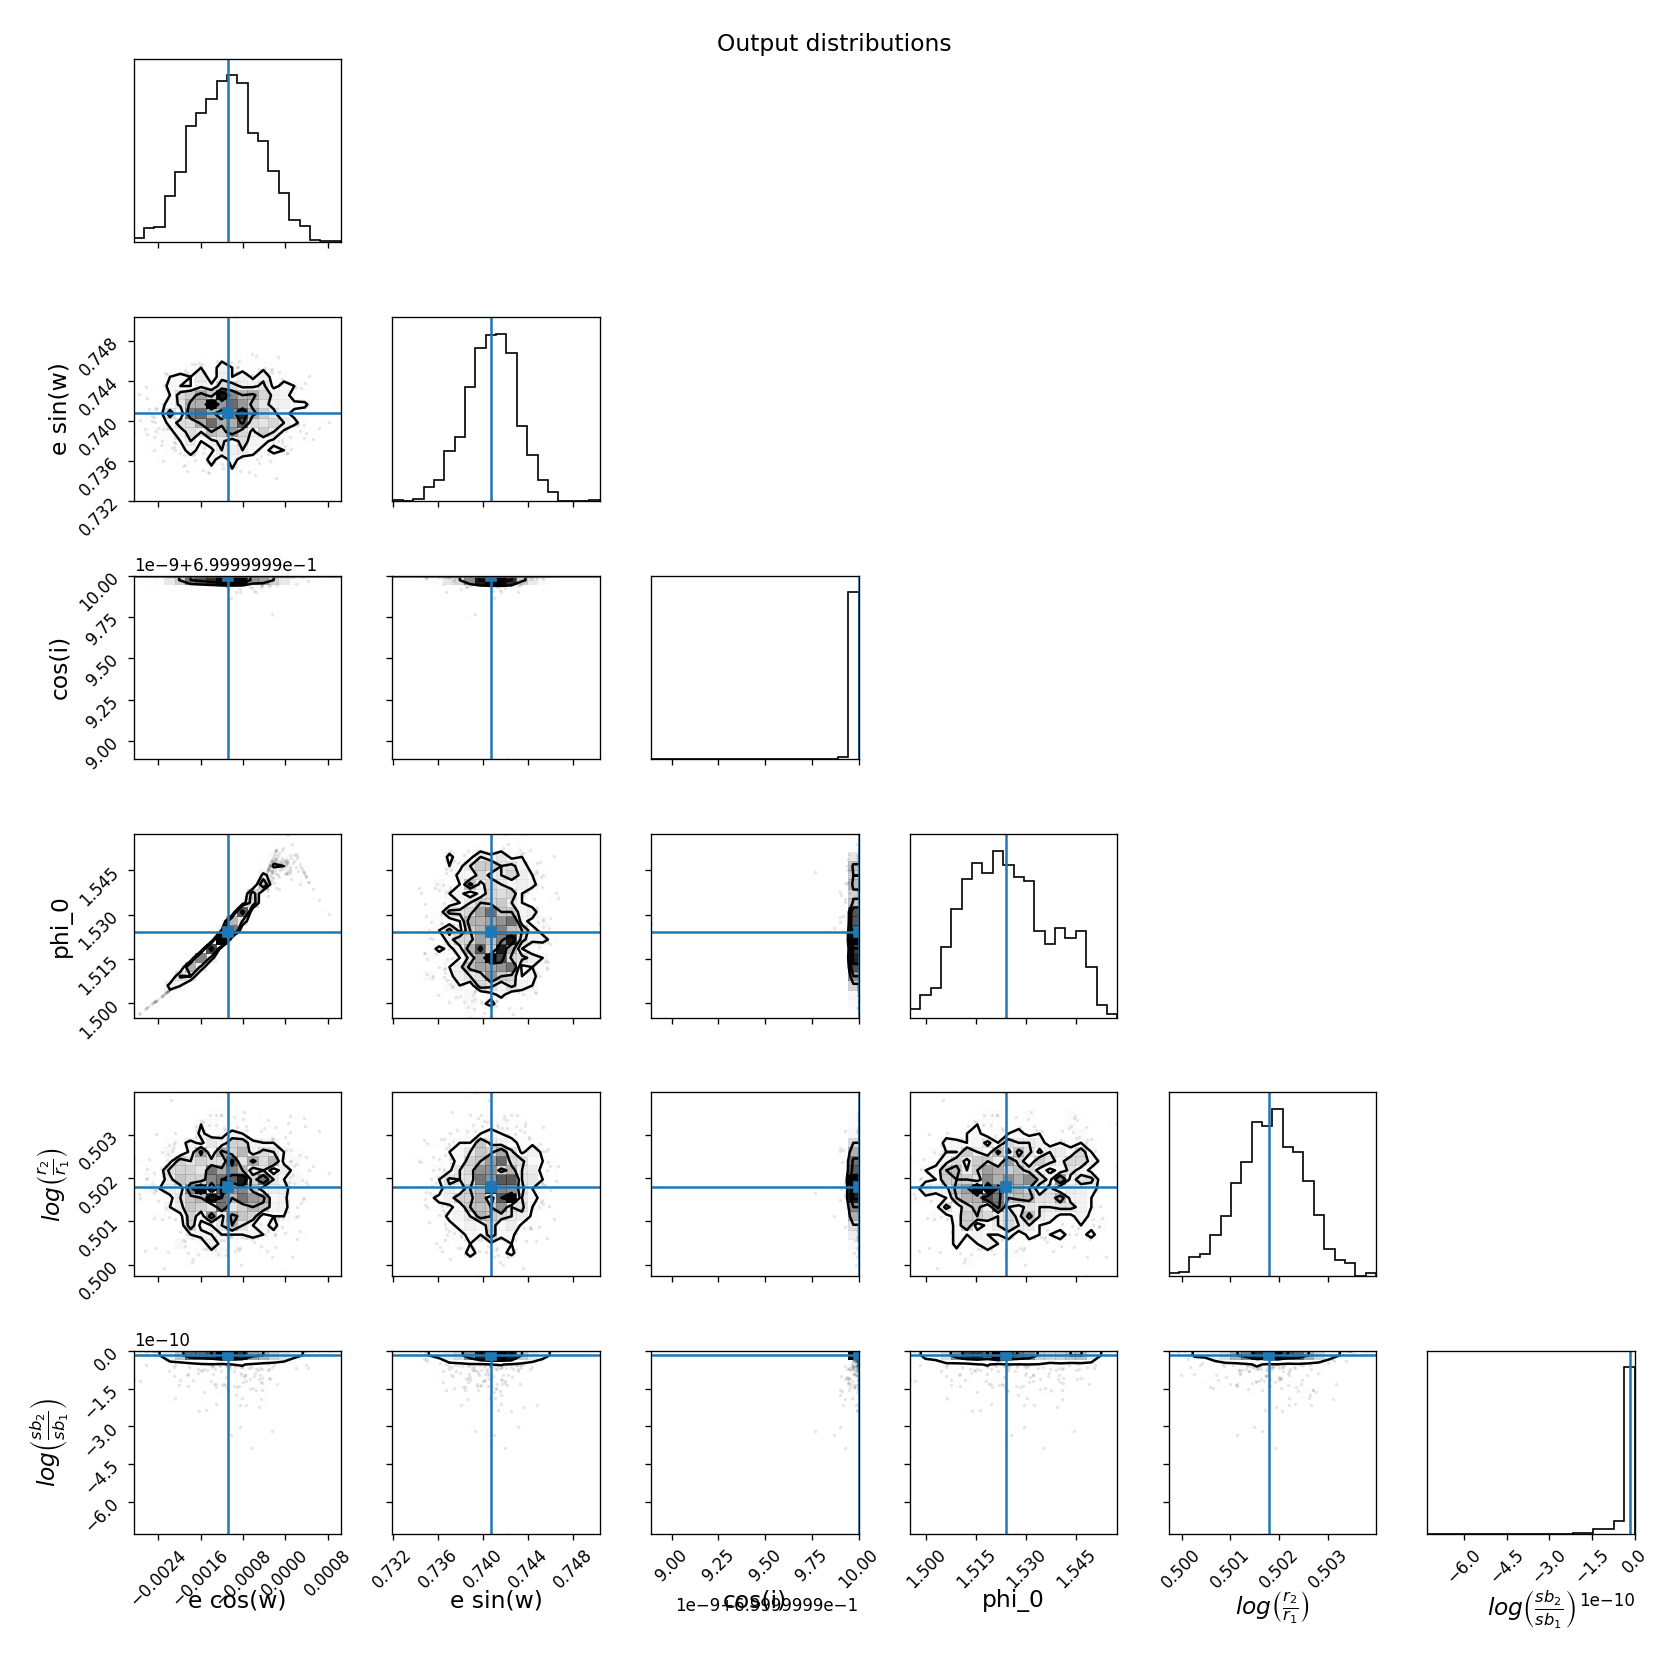 Output distributions
0.748
0.744
0.740
0.736
0.732
e sin(w)
1e−9+6.9999999e−1
10.00
9.75
9.50
9.25
9.00
cos(i)
1.545
1.530
1.515
1.500
phi_0
0.503
0.502
0.501
0.500
log(r₂/r₁)
1e−10
0.0
−1.5
−3.0
−4.5
−6.0
log(sb₂/sb₁)
−0.0024 −0.0016 −0.0008 −0.0000 0.0008
e cos(w)
0.732 0.736 0.740 0.744 0.748
e sin(w)
9.00 9.25 9.50 9.75 10.00
cos(i)
1e−9+6.9999999e−1
1.500 1.515 1.530 1.545
phi_0
0.500 0.501 0.502 0.503
log(r₂/r₁)
−6.0 −4.5 −3.0 −1.5 0.0
log(sb₂/sb₁)
1e−10